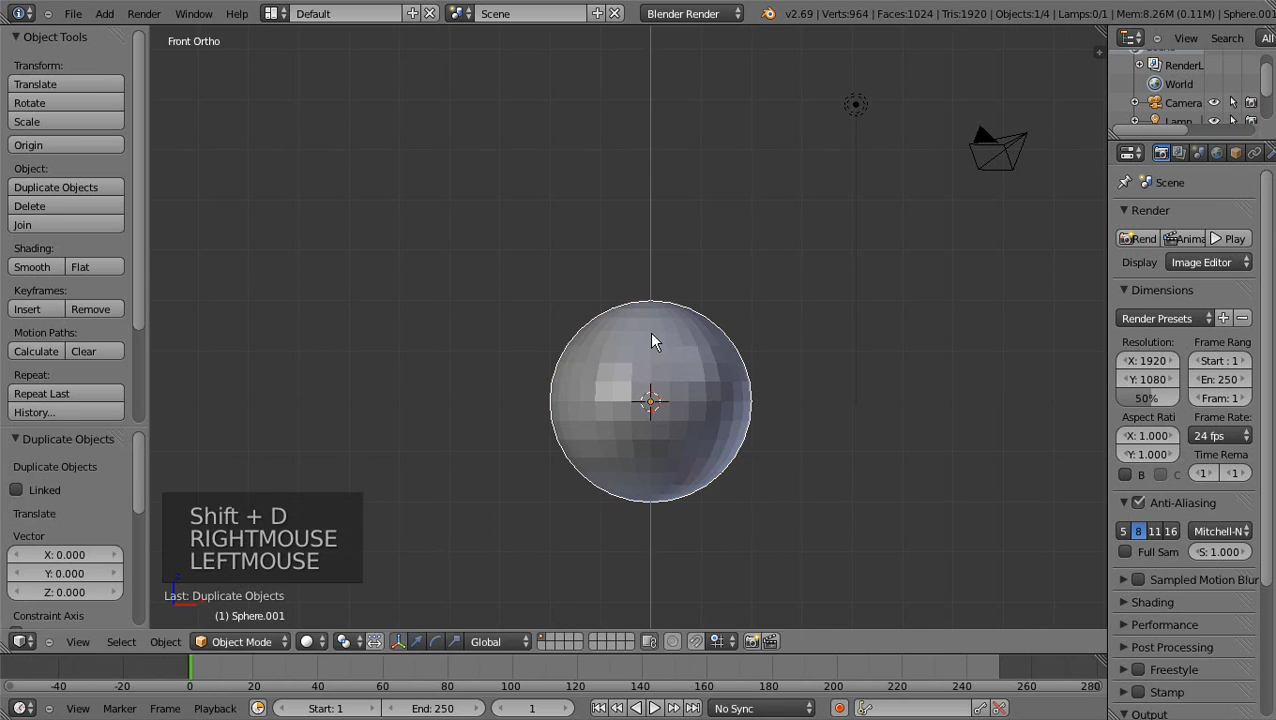 File Add Render Window Help Default Scene Blender Render v2.69 | Verts:964 | Faces:1024 | Tris:1920 | Objects:1/4 | Lamps:0/1 | Mem:8.26M (0.11M) | Sphere.001
Object Tools
Transform:
Translate
Rotate
Scale
Origin
Object:
Duplicate Objects
Delete
Join
Shading:
Smooth Flat
Keyframes:
Insert Remove
Motion Paths:
Calculate Clear
Repeat:
Repeat Last
History...
Duplicate Objects
Duplicate Objects
Linked
Translate
Vector
X: 0.000
Y: 0.000
Z: 0.000
Constraint Axis
Front Ortho
Shift + D
RIGHTMOUSE
LEFTMOUSE
Last: Duplicate Objects
(1) Sphere.001
View Select Object Object Mode Global
View Search All
RenderL
World
Camera
Lamp
Scene
Render
Rend Anima Play
Display Image Editor
Dimensions
Render Presets
Resolution: Frame Rang
X: 1920 Start : 1
Y: 1080 En: 250
50% Fram: 1
Aspect Rati Frame Rate:
X: 1.000 24 fps
Y: 1.000 Time Rema
B C 1 1
Anti-Aliasing
5 8 11 16 Mitchell-N
Full Sam S: 1.000
Sampled Motion Blur
Shading
Performance
Post Processing
Freestyle
Stamp
Output
-40 -20 0 20 40 60 80 100 120 140 160 180 200 220 240 260 280
View Marker Frame Playback Start: 1 End: 250 1 No Sync